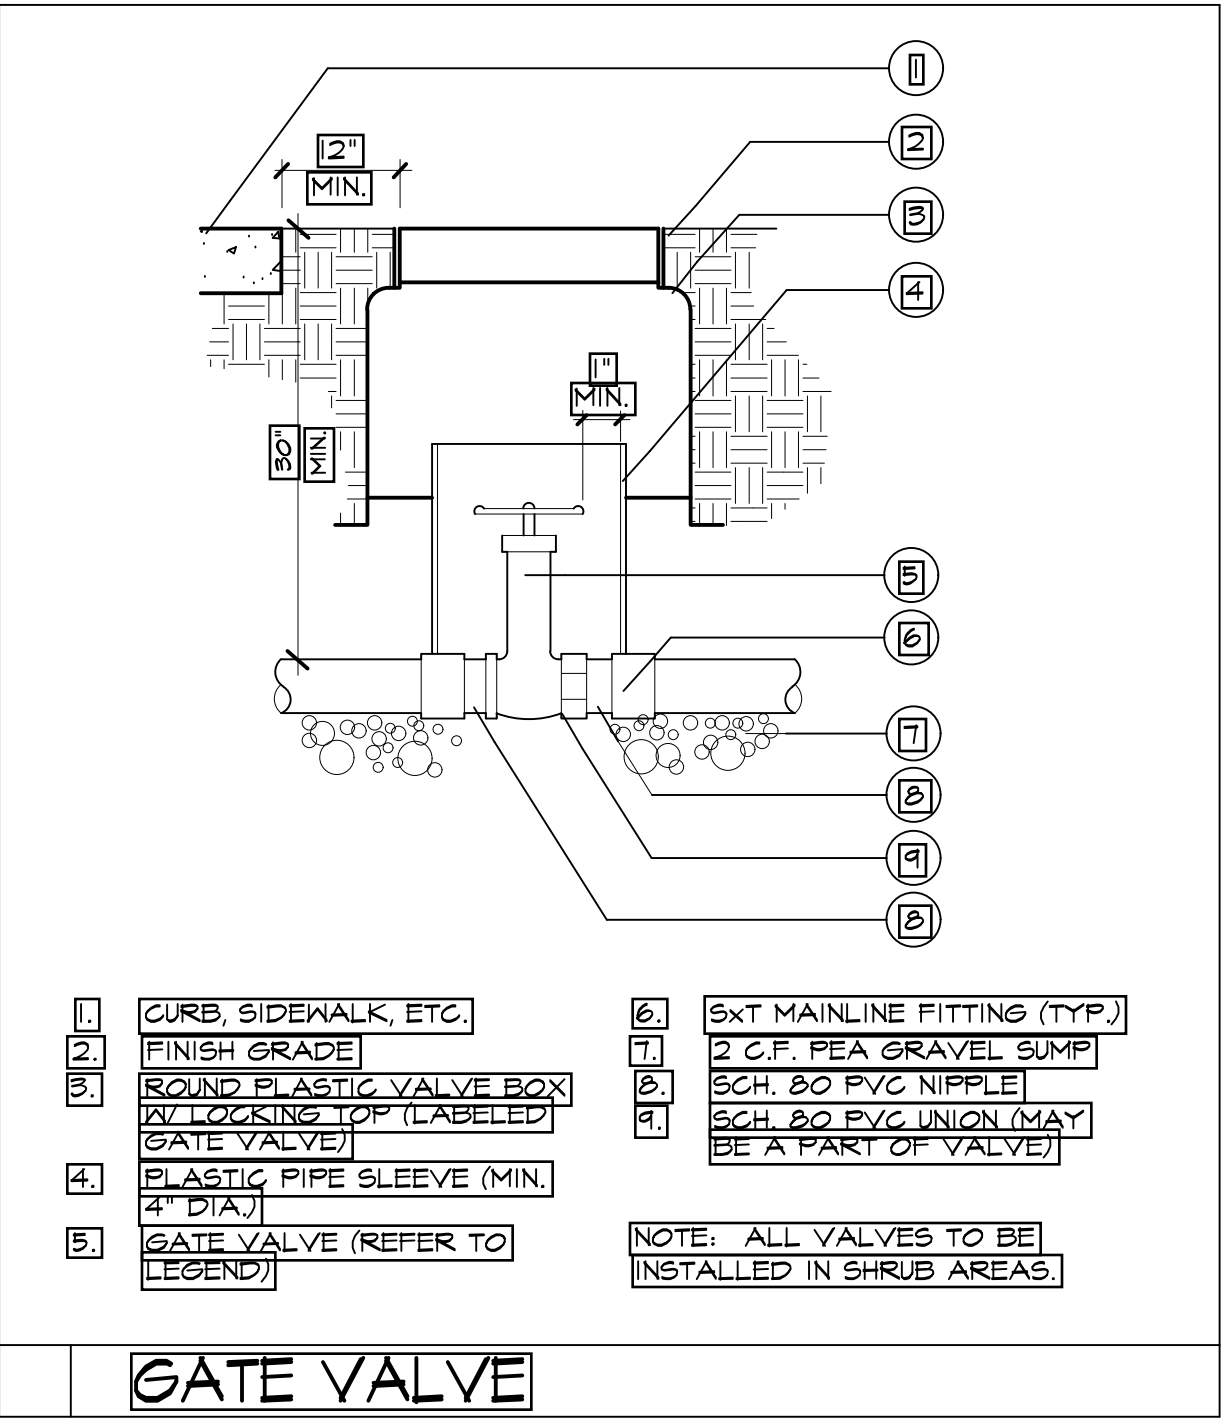 1
2
12"
MIN.
3
4
1"
MIN.
30"
MIN.
5
6
7
8
9
8
1. CURB, SIDEWALK, ETC.
2. FINISH GRADE
3. ROUND PLASTIC VALVE BOX
W/ LOCKING TOP (LABELED
GATE VALVE)
4. PLASTIC PIPE SLEEVE (MIN.
4" DIA.)
5. GATE VALVE (REFER TO
LEGEND)
6. SxT MAINLINE FITTING (TYP.)
7. 2 C.F. PEA GRAVEL SUMP
8. SCH. 80 PVC NIPPLE
9. SCH. 80 PVC UNION (MAY
BE A PART OF VALVE)
NOTE: ALL VALVES TO BE
INSTALLED IN SHRUB AREAS.
GATE VALVE